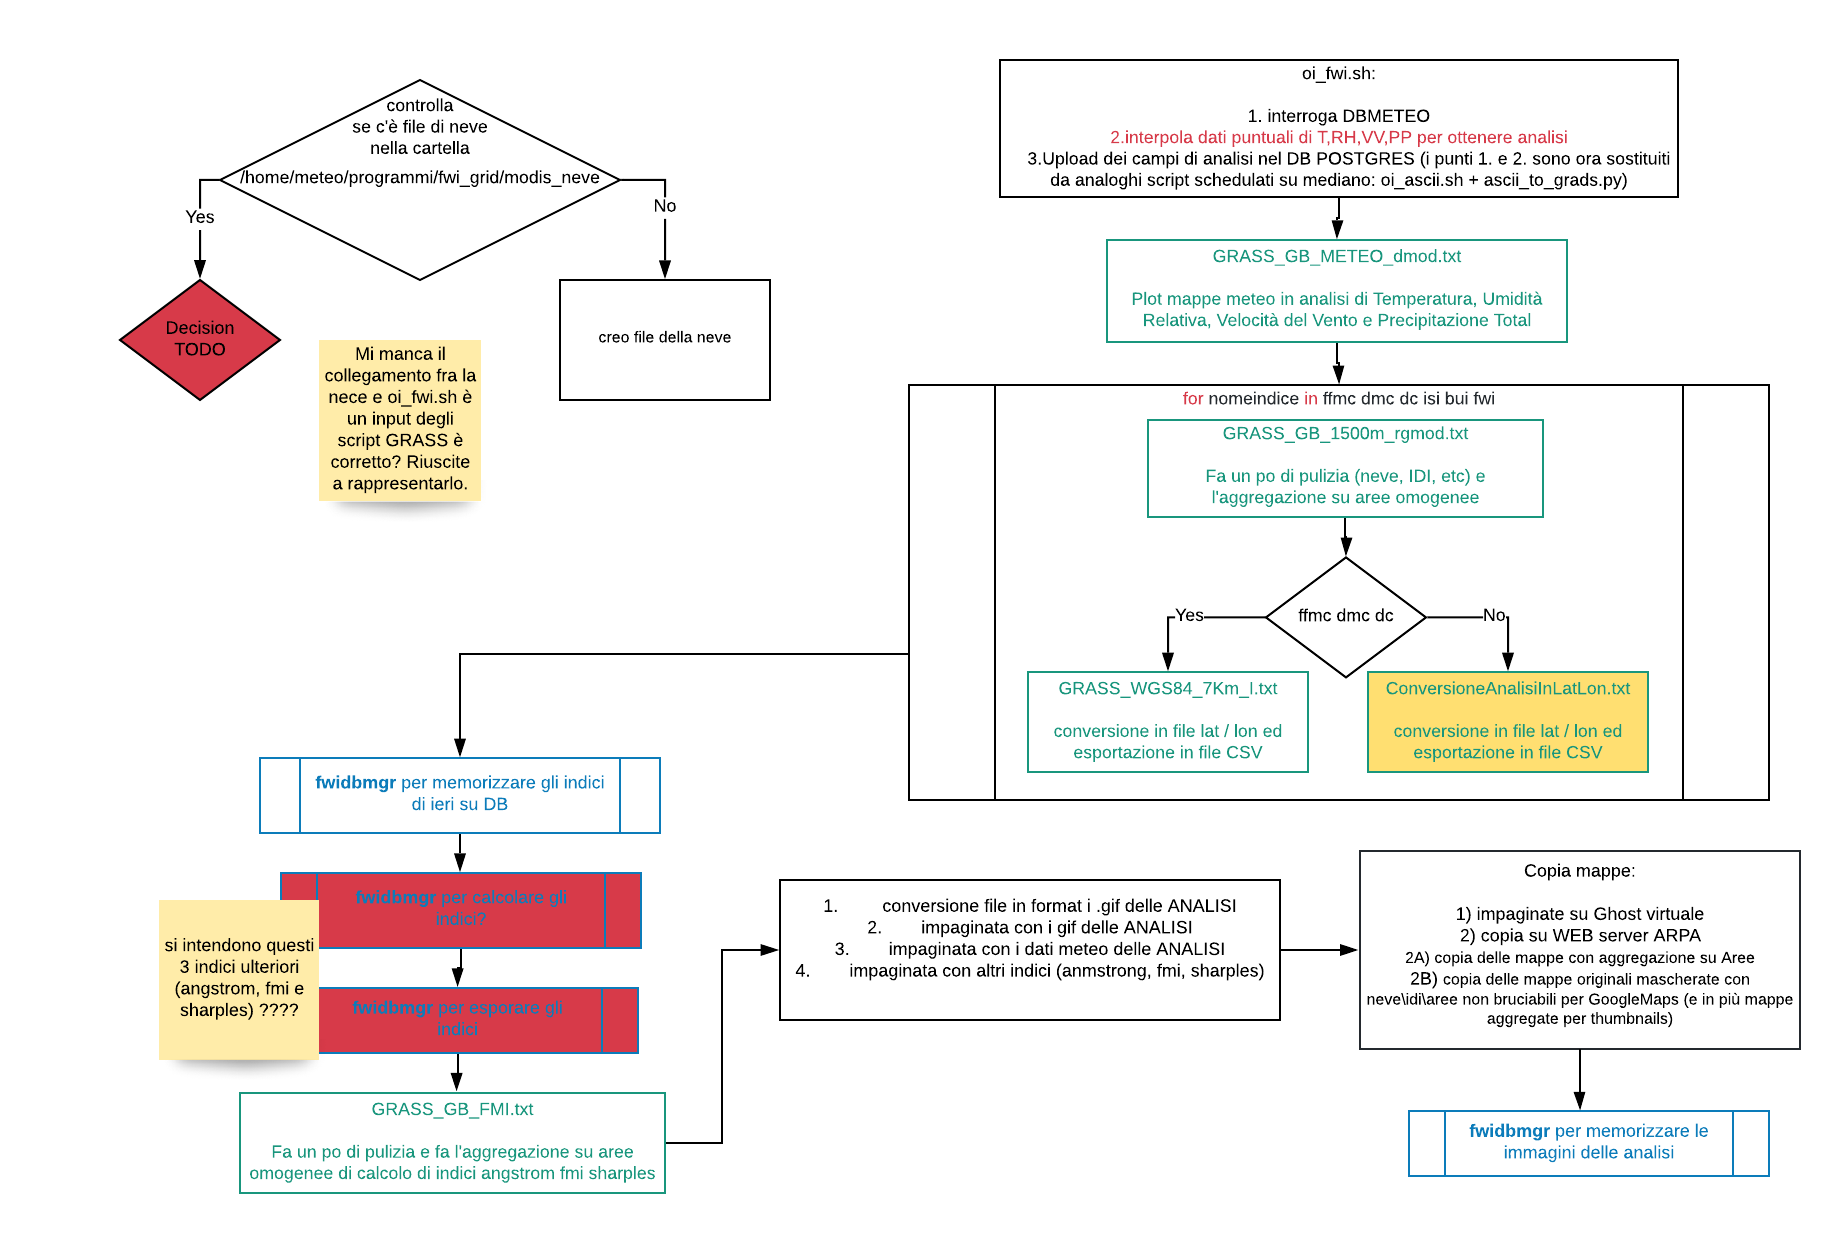 controlla
se c'è file di neve
nella cartella
/home/meteo/programmi/fwi_grid/modis_neve
Yes
No
Decision
TODO
Mi manca il
collegamento fra la
nece e oi_fwi.sh è
un input degli
script GRASS è
corretto? Riuscite
a rappresentarlo.
creo file della neve
oi_fwi.sh:
1. interroga DBMETEO
2.interpola dati puntuali di T,RH,VV,PP per ottenere analisi
3.Upload dei campi di analisi nel DB POSTGRES (i punti 1. e 2. sono ora sostituiti
da analoghi script schedulati su mediano: oi_ascii.sh + ascii_to_grads.py)
GRASS_GB_METEO_dmod.txt
Plot mappe meteo in analisi di Temperatura, Umidità
Relativa, Velocità del Vento e Precipitazione Total
for nomeindice in ffmc dmc dc isi bui fwi
GRASS_GB_1500m_rgmod.txt
Fa un po di pulizia (neve, IDI, etc) e
l'aggregazione su aree omogenee
ffmc dmc dc
Yes
No
GRASS_WGS84_7Km_I.txt
conversione in file lat / lon ed
esportazione in file CSV
ConversioneAnalisiInLatLon.txt
conversione in file lat / lon ed
esportazione in file CSV
fwidbmgr per memorizzare gli indici
di ieri su DB
fwidbmgr per calcolare gli
indici?
si intendono questi
3 indici ulteriori
(angstrom, fmi e
sharples) ????
fwidbmgr per esporare gli
indici
GRASS_GB_FMI.txt
Fa un po di pulizia e fa l'aggregazione su aree
omogenee di calcolo di indici angstrom fmi sharples
1. conversione file in format i .gif delle ANALISI
2. impaginata con i gif delle ANALISI
3. impaginata con i dati meteo delle ANALISI
4. impaginata con altri indici (anmstrong, fmi, sharples)
Copia mappe:
1) impaginate su Ghost virtuale
2) copia su WEB server ARPA
2A) copia delle mappe con aggregazione su Aree
2B) copia delle mappe originali mascherate con
neve\idi\aree non bruciabili per GoogleMaps (e in più mappe
aggregate per thumbnails)
fwidbmgr per memorizzare le
immagini delle analisi